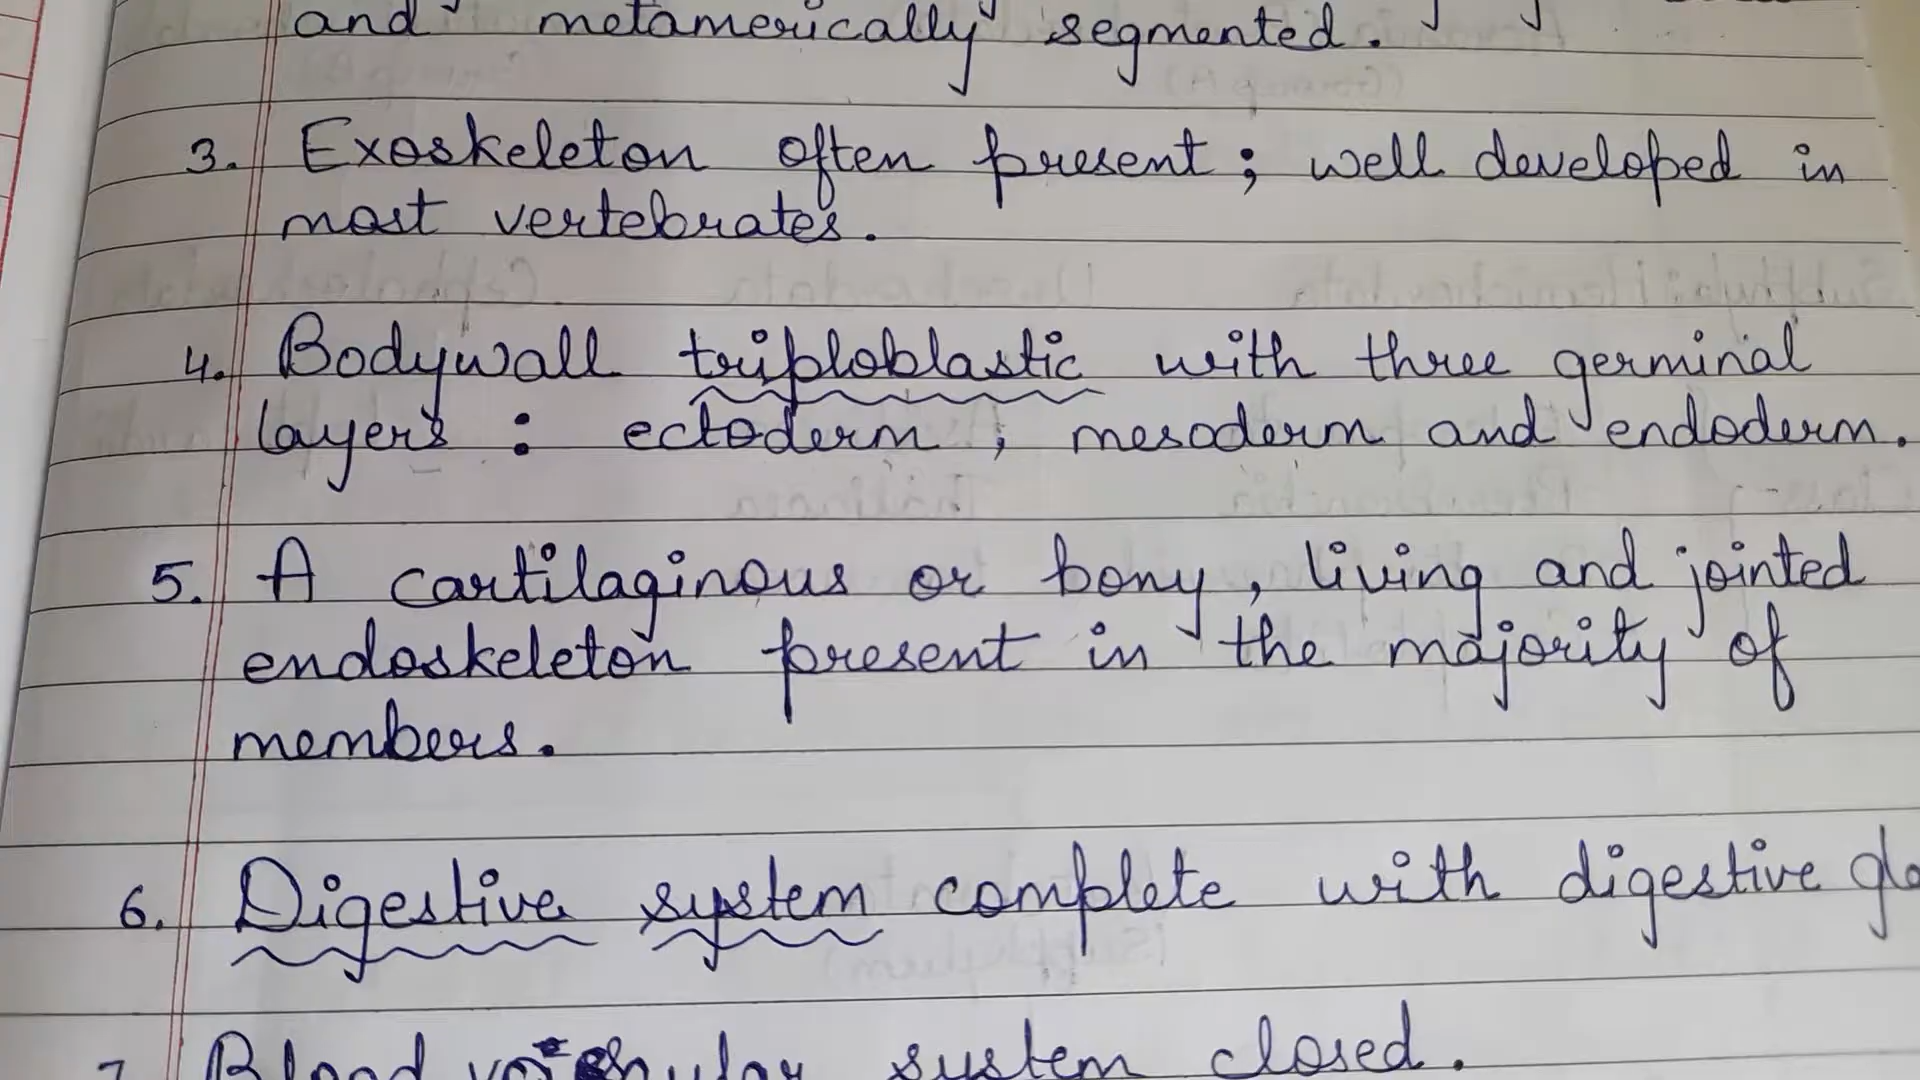 and metamerically segmented.
3. Exoskeleton often present; well developed in
most vertebrates.
4. Bodywall triploblastic with three germinal
layers : ectoderm, mesoderm and endoderm.
5. A cartilaginous or bony, living and jointed
endoskeleton present in the majority of
members.
6. Digestive system complete with digestive
7. Blood system closed.